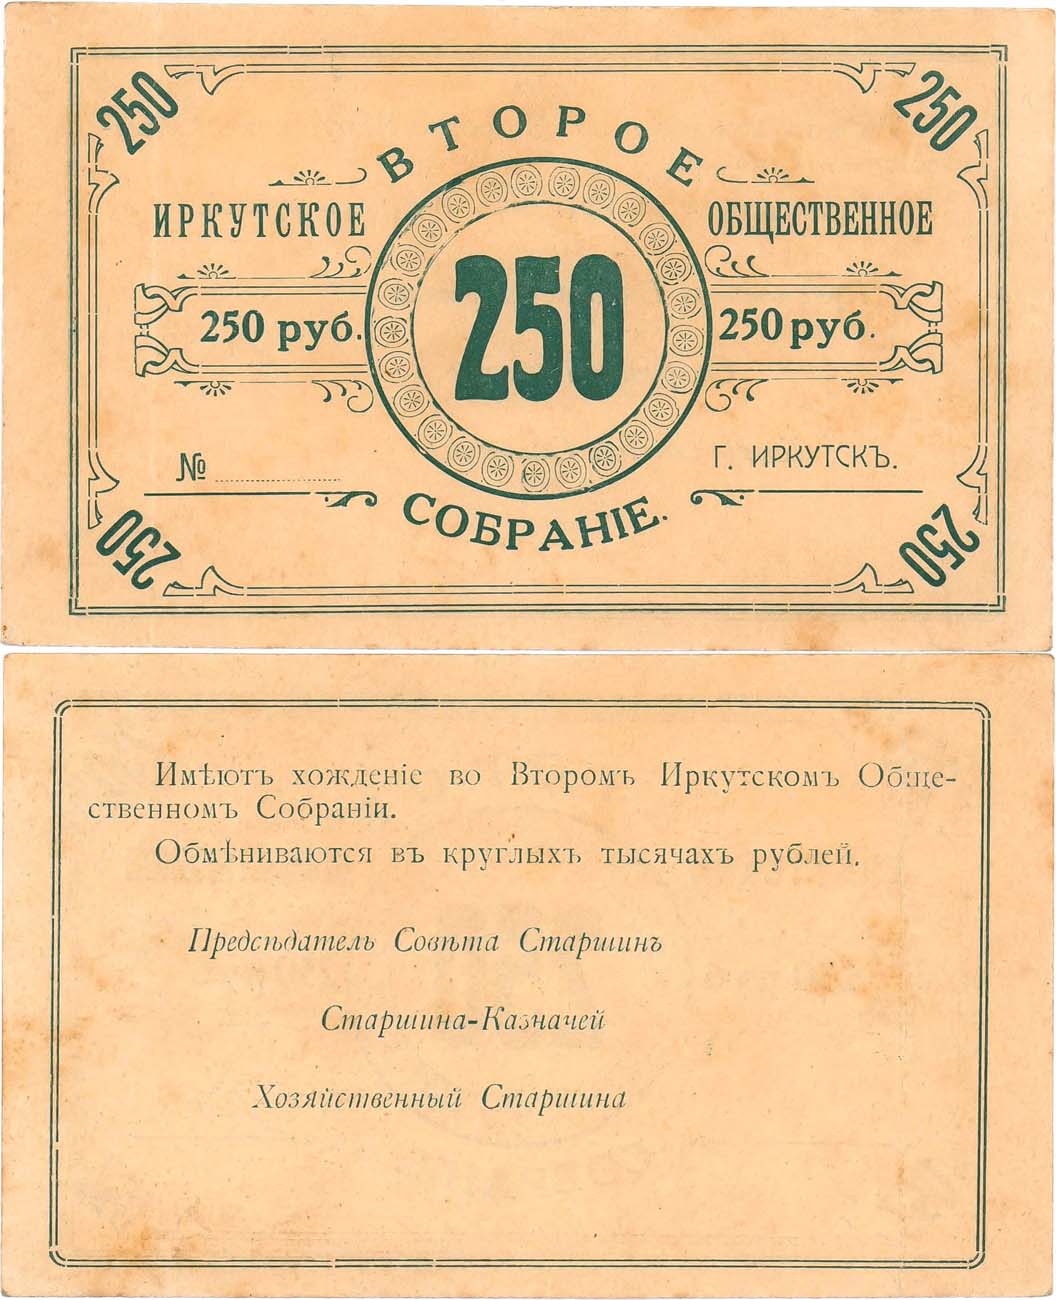 250
250
ВТОРОЕ
ИРКУТСКОЕ
ОБЩЕСТВЕННОЕ
250 руб.
250
250 руб.
№
Г. ИРКУТСКЪ.
СОБРАНІЕ.
250
250
Имѣютъ хожденіе во Второмъ Иркутскомъ Обще-
ственномъ Собраніи.
Обмѣниваются въ круглыхъ тысячахъ рублей.
Предсѣдатель Совѣта Старшинъ
Старшина-Казначей
Хозяйственный Старшина